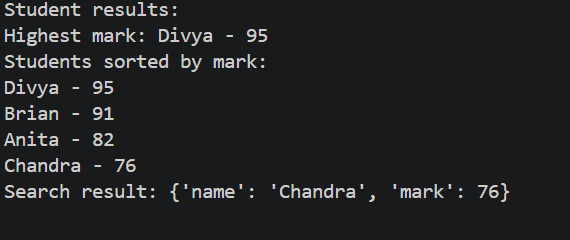 Student results:
Highest mark: Divya - 95
Students sorted by mark:
Divya - 95
Brian - 91
Anita - 82
Chandra - 76
Search result: {'name': 'Chandra', 'mark': 76}